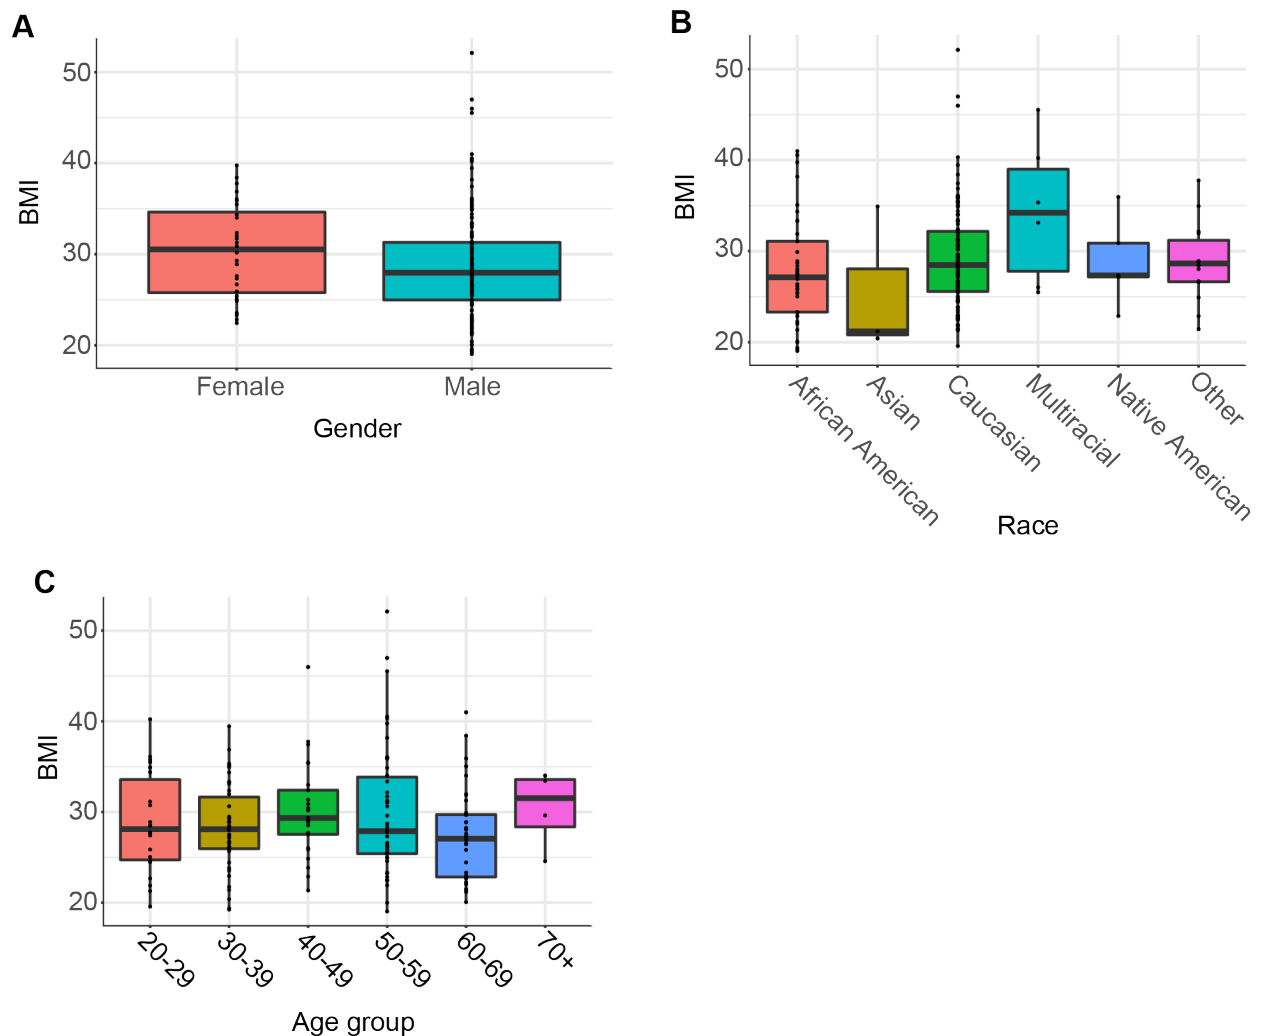 A
BMI
50
40
30
20
Female
Male
Gender
B
BMI
50
40
30
20
African American
Asian
Caucasian
Multiracial
Native American
Other
Race
C
BMI
50
40
30
20
20-29
30-39
40-49
50-59
60-69
70+
Age group